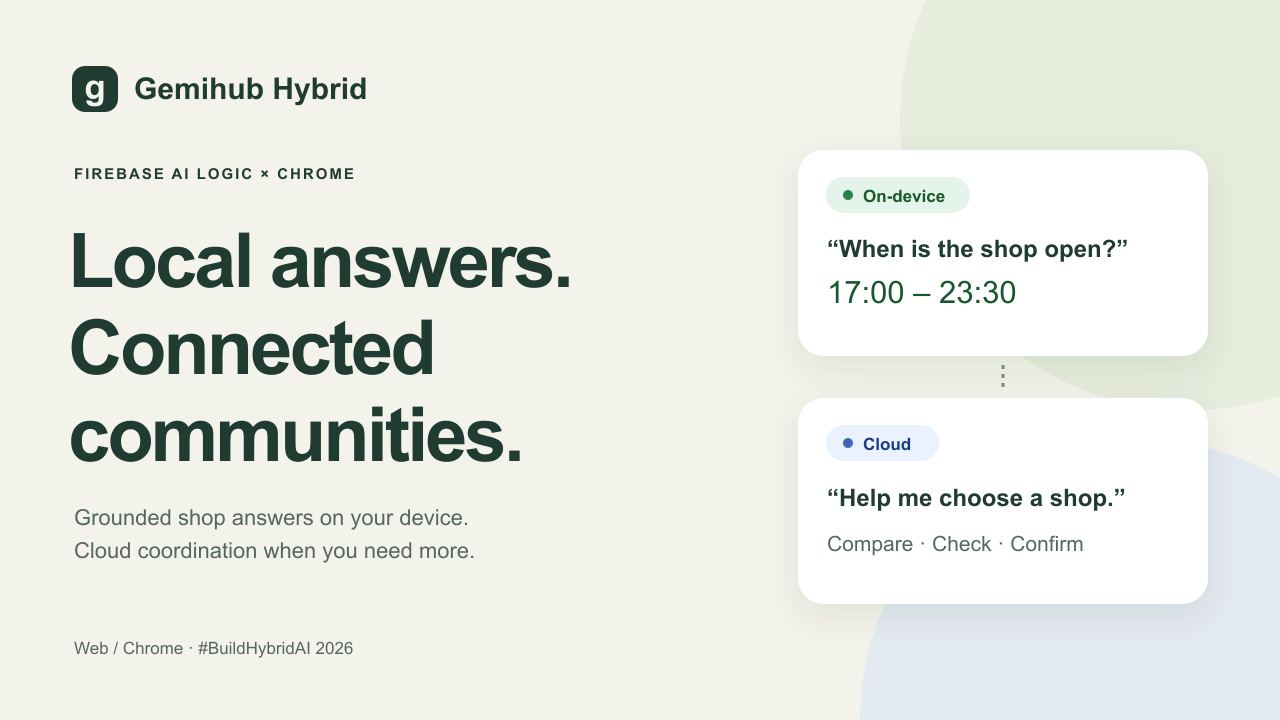 g Gemihub Hybrid
FIREBASE AI LOGIC × CHROME
Local answers.
Connected
communities.
Grounded shop answers on your device.
Cloud coordination when you need more.
Web / Chrome · #BuildHybridAI 2026
On-device
“When is the shop open?”
17:00 – 23:30
Cloud
“Help me choose a shop.”
Compare · Check · Confirm